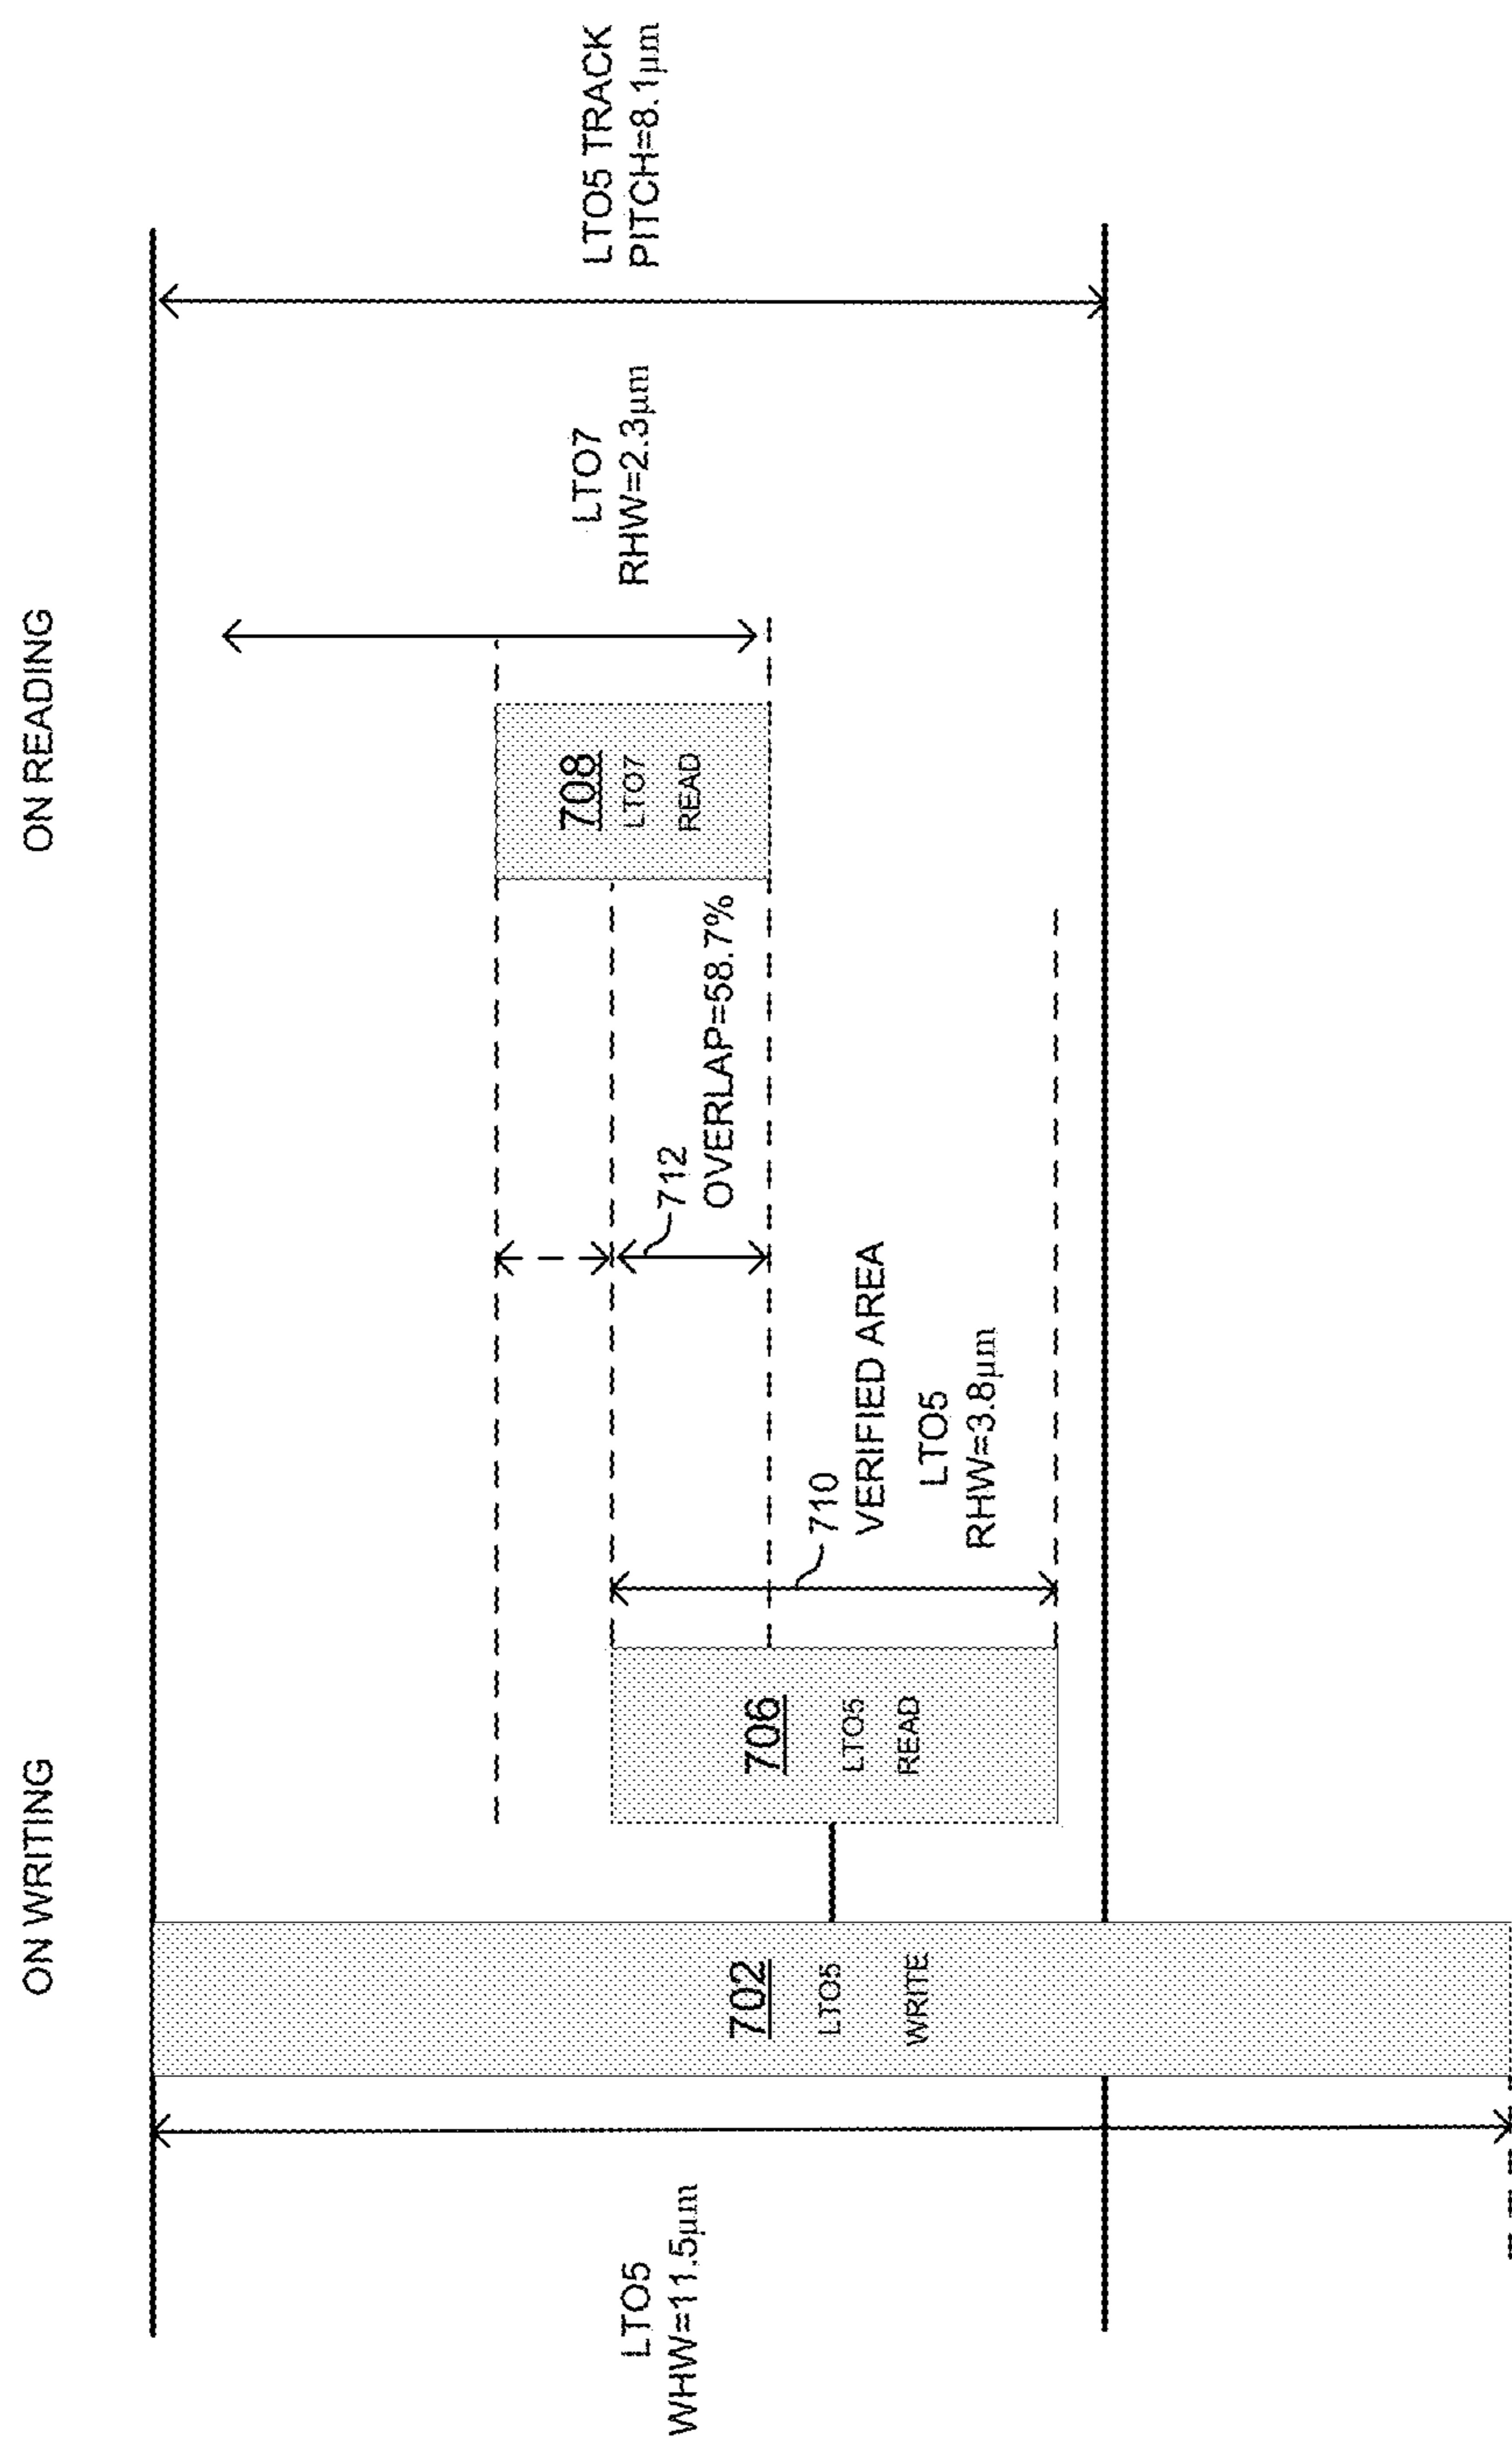 ON WRITING
ON READING
LTO5
WHW=11.5μm
702
LTO5
WRITE
706
LTO5
READ
710
VERIFIED AREA
LTO5
RHW=3.8μm
712
OVERLAP=58.7%
708
LTO7
READ
LTO7
RHW=2.3μm
LTO5 TRACK
PITCH=8.1μm